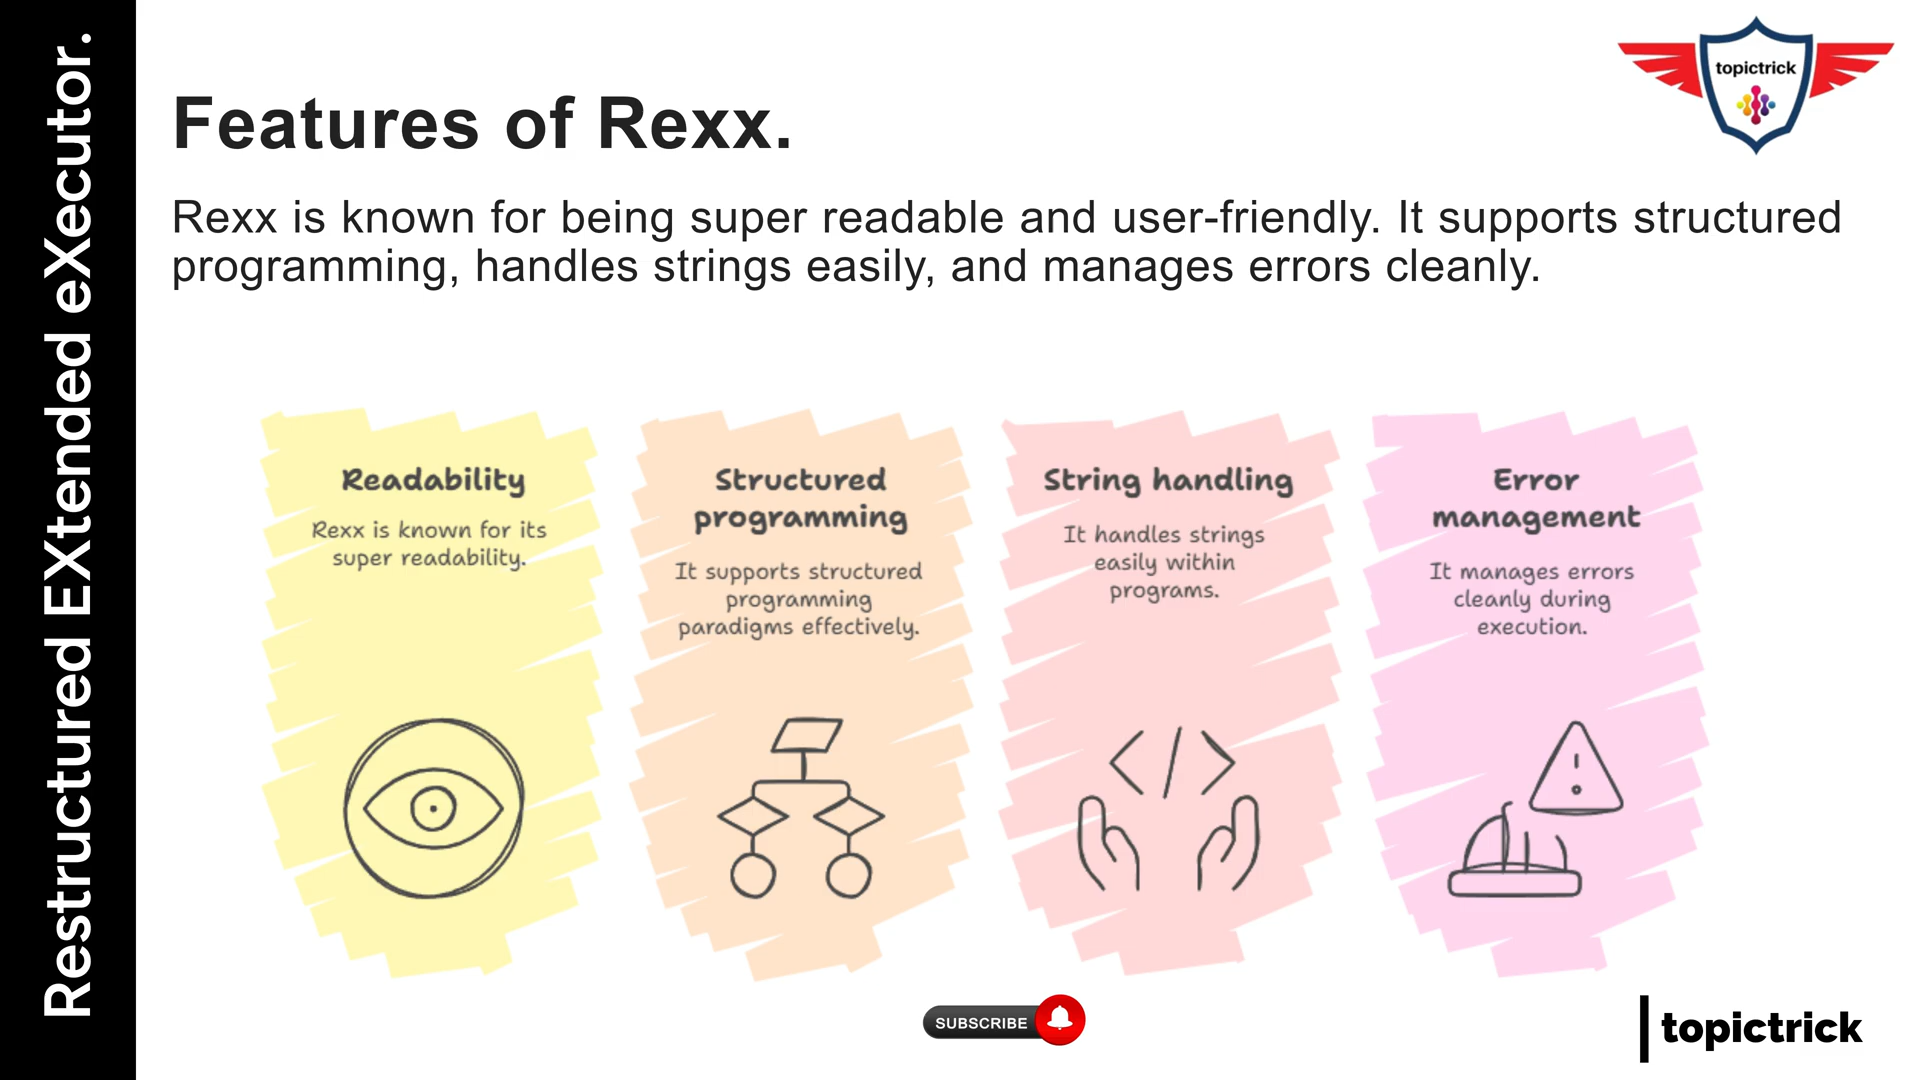 Restructured EXtended eXecutor.
topictrick
Features of Rexx.
Rexx is known for being super readable and user-friendly. It supports structured
programming, handles strings easily, and manages errors cleanly.
Readability
Rexx is known for its
super readability.
Structured
programming
It supports structured
programming
paradigms effectively.
String handling
It handles strings
easily within
programs.
Error
management
It manages errors
cleanly during
execution.
SUBSCRIBE
topictrick